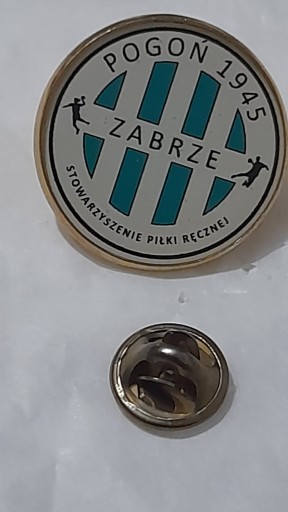 POGOŃ 1945
ZABRZE
STOWARZYSZENIE PIŁKI RĘCZNEJ